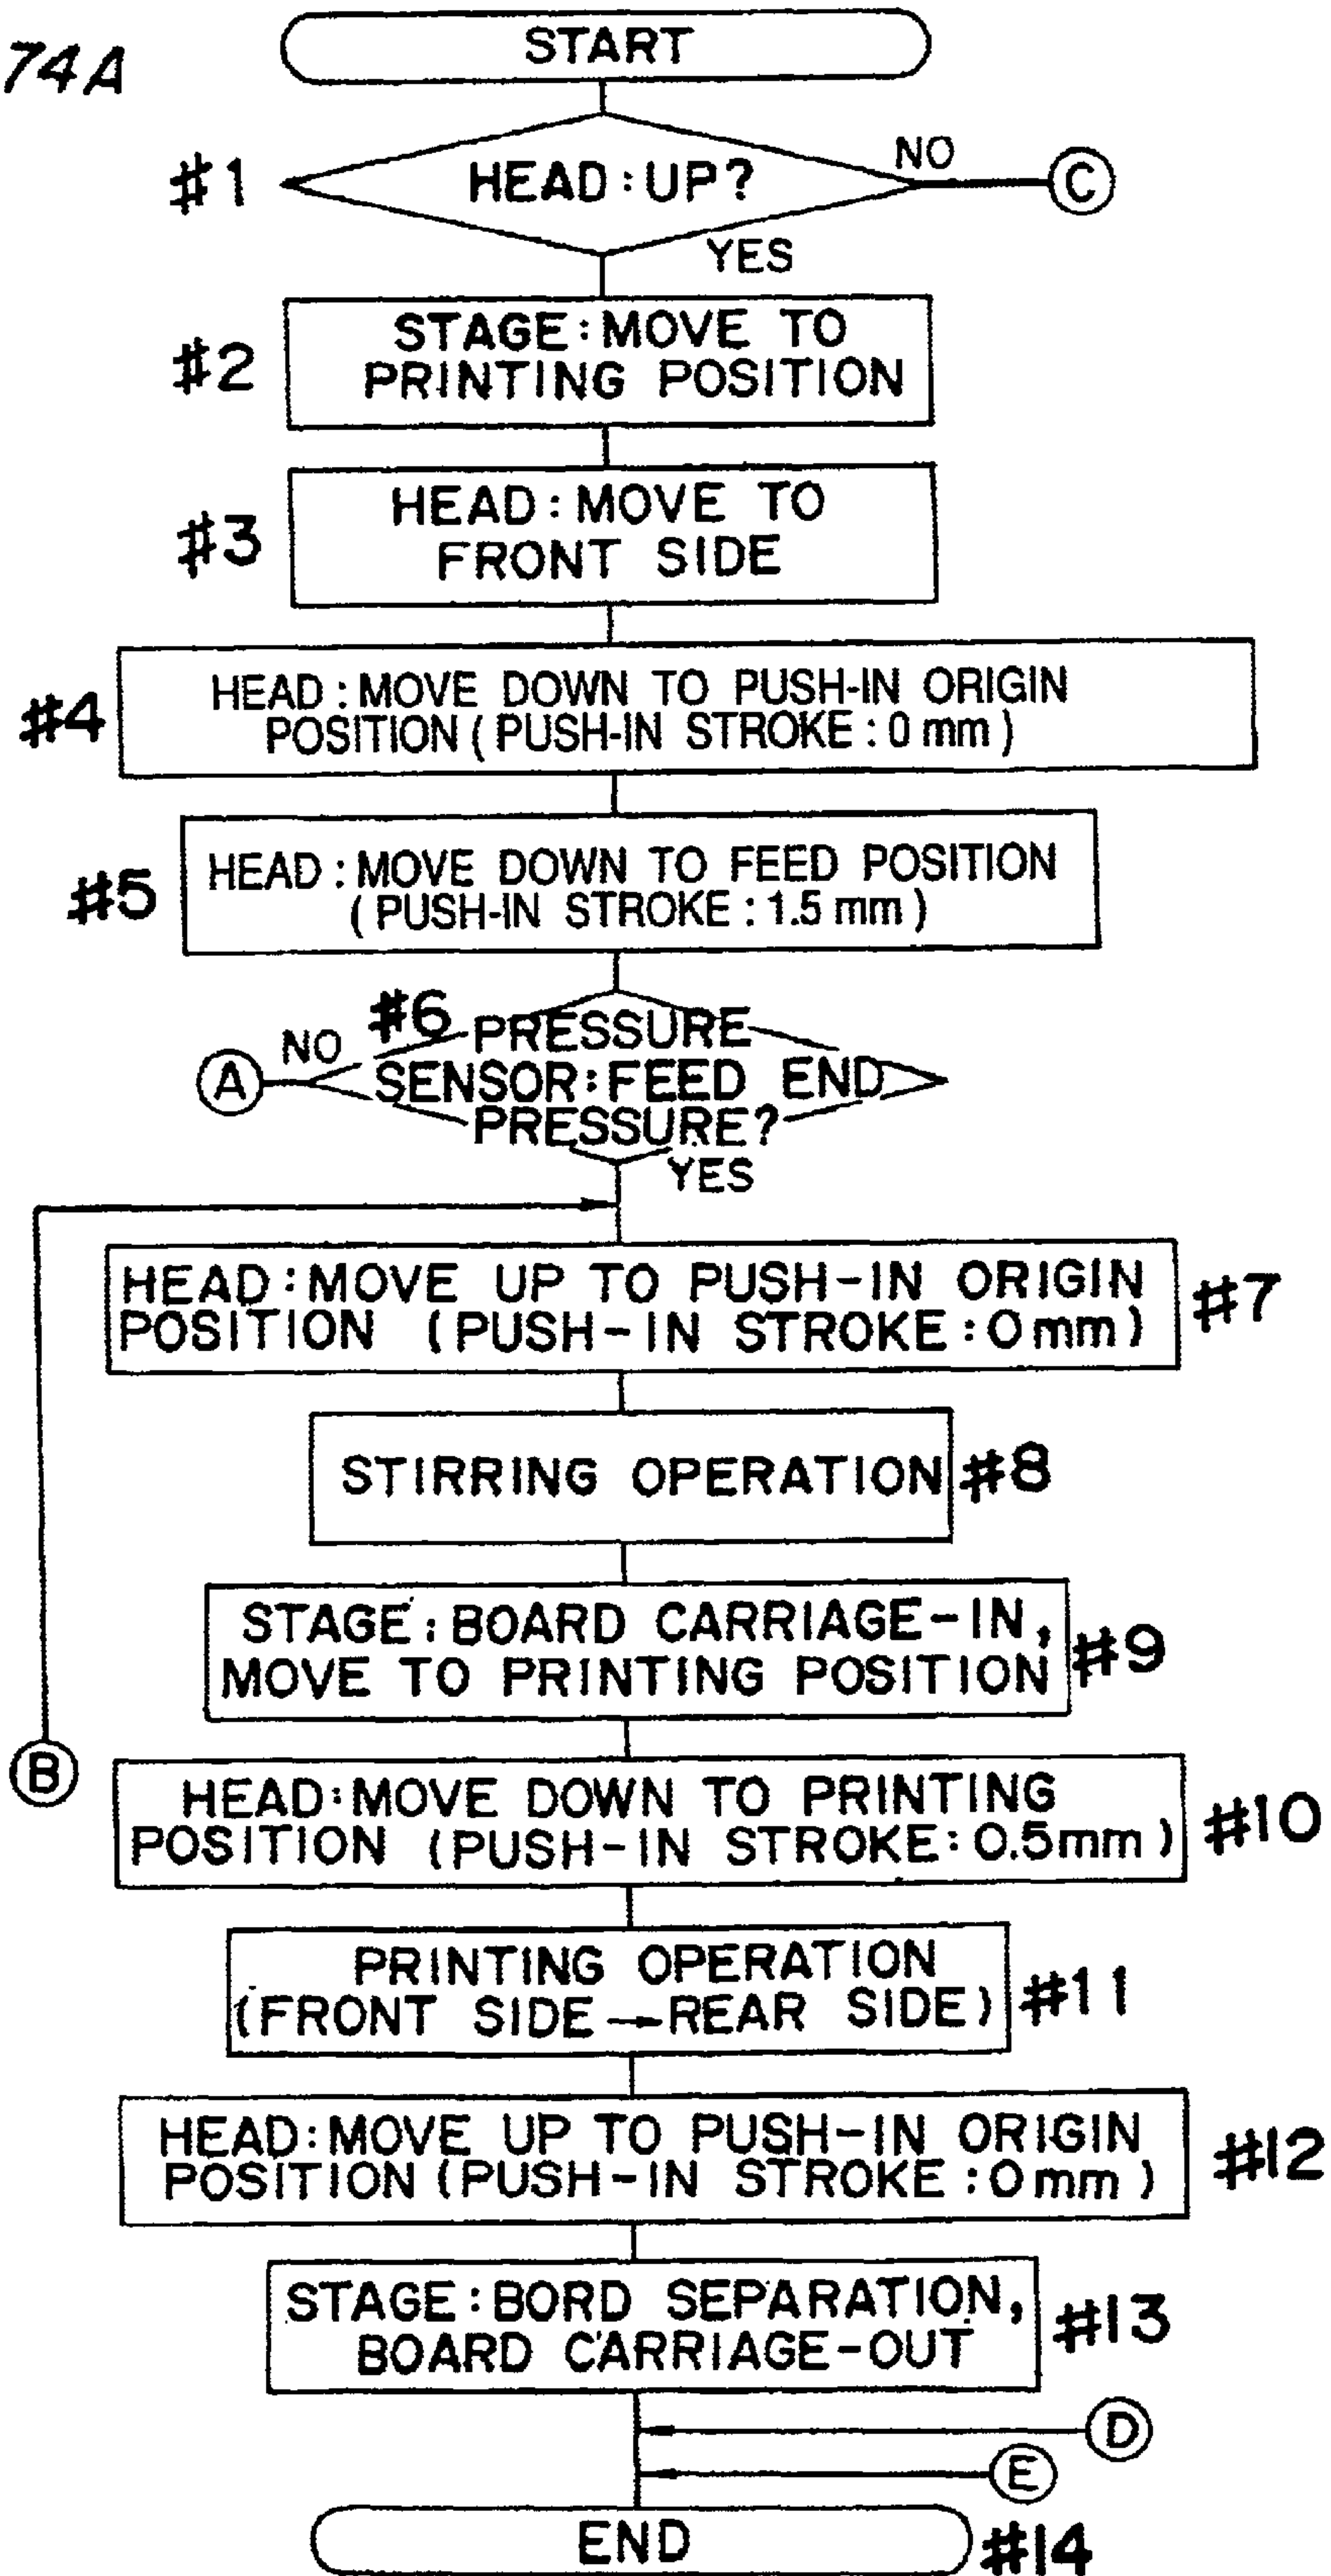 74A
START
#1
HEAD:UP?
NO
C
YES
#2
STAGE:MOVE TO
PRINTING POSITION
#3
HEAD:MOVE TO
FRONT SIDE
#4
HEAD:MOVE DOWN TO PUSH-IN ORIGIN
POSITION (PUSH-IN STROKE:0 mm)
#5
HEAD:MOVE DOWN TO FEED POSITION
(PUSH-IN STROKE:1.5 mm)
#6
A
NO
PRESSURE
SENSOR:FEED END
PRESSURE?
YES
HEAD:MOVE UP TO PUSH-IN ORIGIN
POSITION (PUSH-IN STROKE:0mm)
#7
STIRRING OPERATION
#8
STAGE:BOARD CARRIAGE-IN,
MOVE TO PRINTING POSITION
#9
B
HEAD:MOVE DOWN TO PRINTING
POSITION (PUSH-IN STROKE:0.5mm)
#10
PRINTING OPERATION
(FRONT SIDE→REAR SIDE)
#11
HEAD:MOVE UP TO PUSH-IN ORIGIN
POSITION (PUSH-IN STROKE:0mm)
#12
STAGE:BORD SEPARATION,
BOARD CARRIAGE-OUT
#13
D
E
END
#14